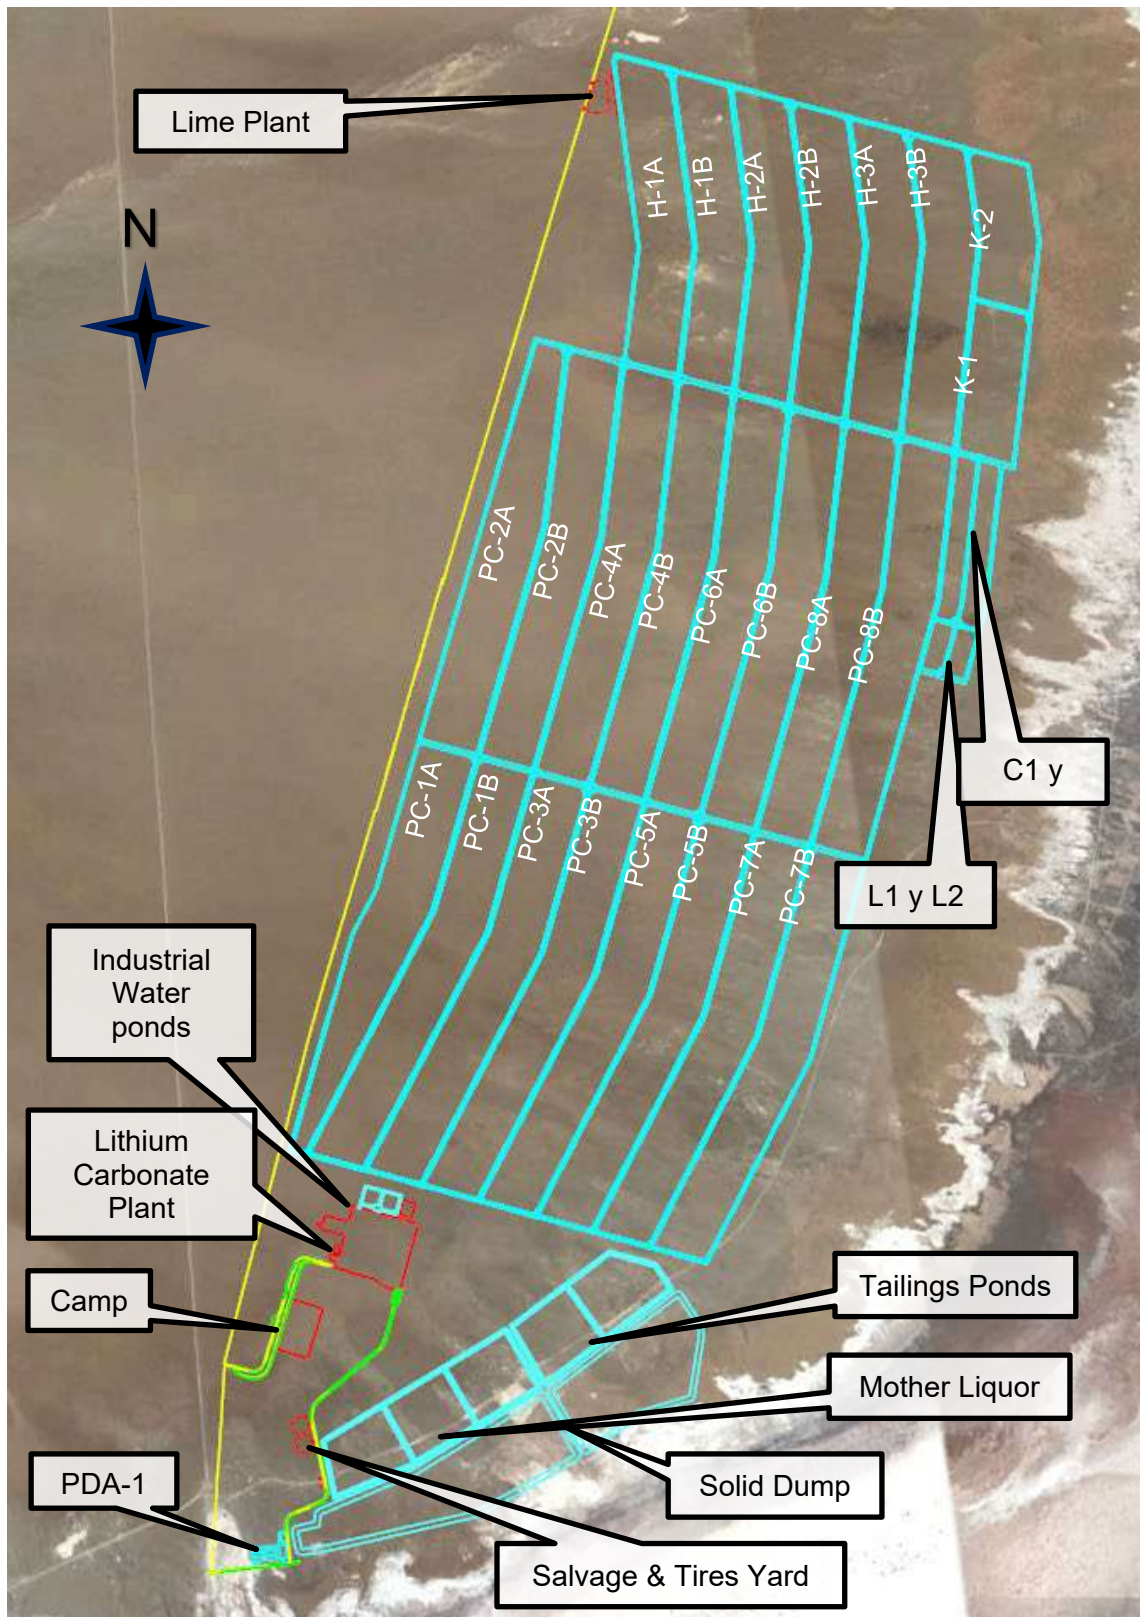 Lime Plant
N
H-1A
H-1B
H-2A
H-2B
H-3A
H-3B
K-2
K-1
PC-2A
PC-2B
PC-4A
PC-4B
PC-6A
PC-6B
PC-8A
PC-8B
C1 y
L1 y L2
PC-1A
PC-1B
PC-3A
PC-3B
PC-5A
PC-5B
PC-7A
PC-7B
Industrial
Water
ponds
Lithium
Carbonate
Plant
Camp
Tailings Ponds
Mother Liquor
PDA-1
Solid Dump
Salvage & Tires Yard